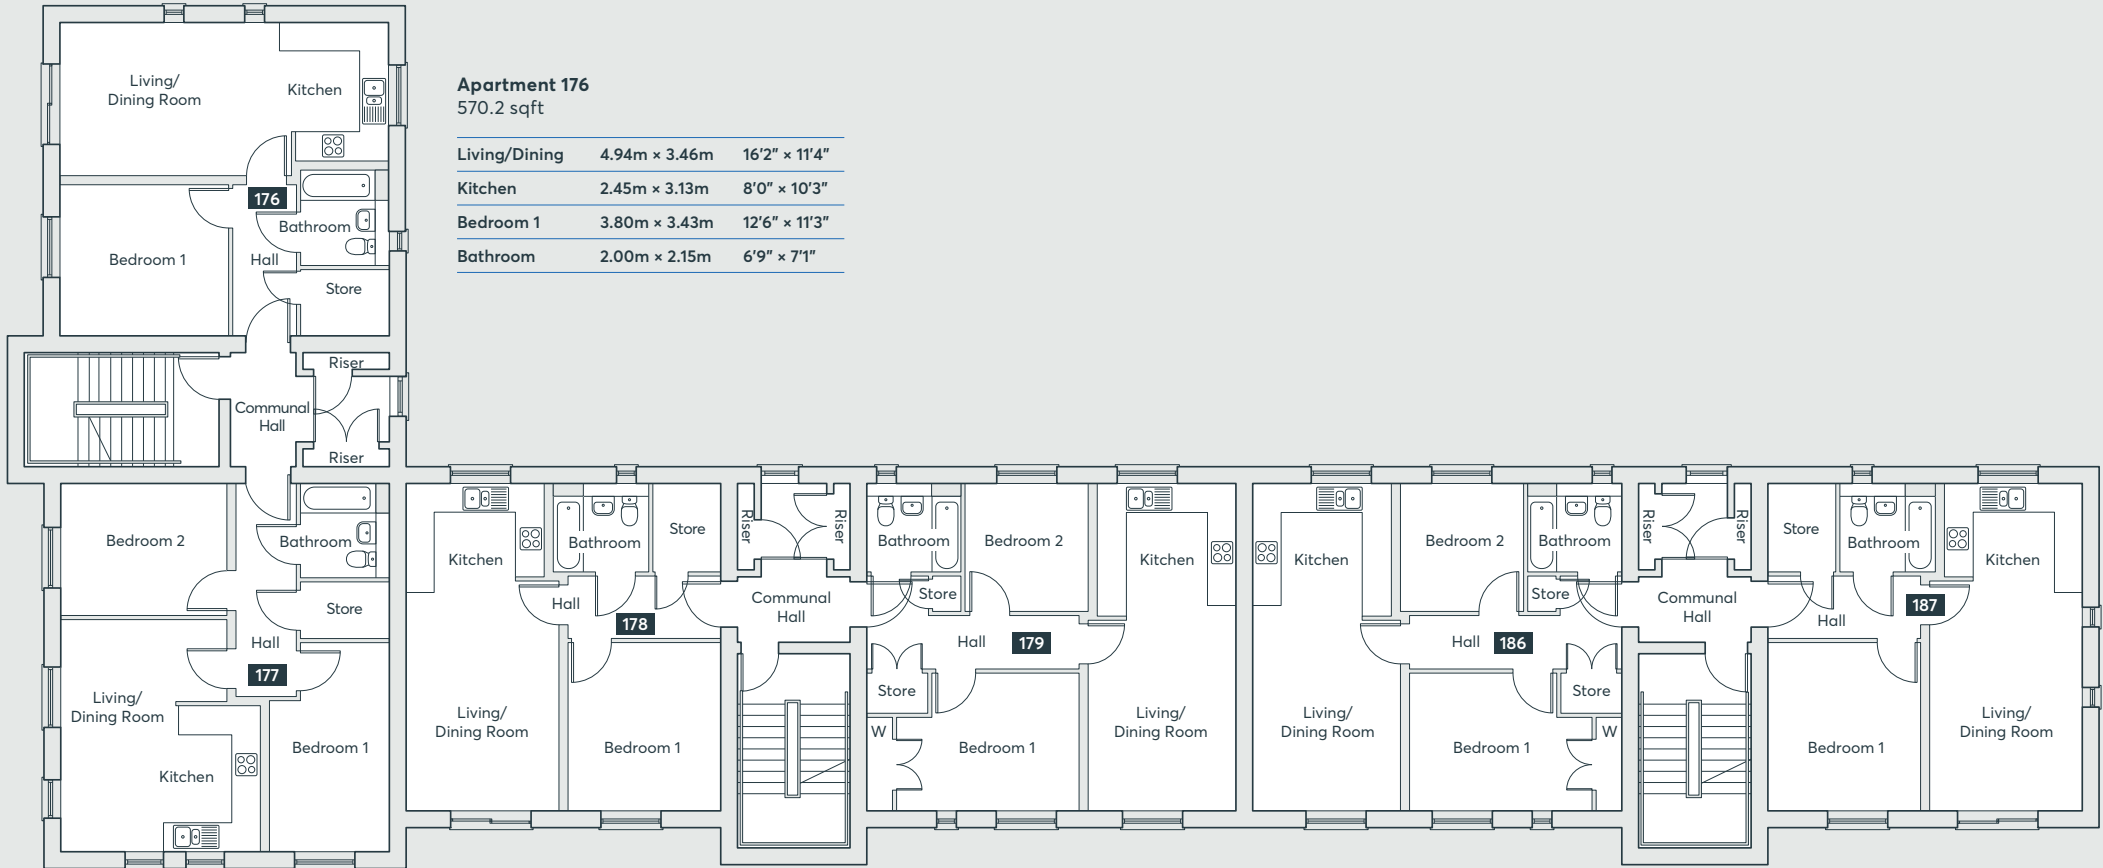 Living/
Dining Room
Kitchen
176
Bathroom
Bedroom 1
Hall
Store
Apartment 176
570.2 sqft
Living/Dining 4.94m × 3.46m 16'2" × 11'4"
Kitchen 2.45m × 3.13m 8'0" × 10'3"
Bedroom 1 3.80m × 3.43m 12'6" × 11'3"
Bathroom 2.00m × 2.15m 6'9" × 7'1"
Riser
Communal
Hall
Riser
Bedroom 2
Bathroom
Store
Hall
177
Living/
Dining Room
Bedroom 1
Kitchen
Kitchen
Bathroom
Store
Hall
178
Living/
Dining Room
Bedroom 1
Riser
Riser
Communal
Hall
Bathroom
Bedroom 2
Kitchen
Store
Hall
179
Store
W
Bedroom 1
Living/
Dining Room
Kitchen
Bedroom 2
Bathroom
Store
Hall
186
Store
Living/
Dining Room
Bedroom 1
W
Riser
Riser
Communal
Hall
Store
Bathroom
Kitchen
187
Hall
Bedroom 1
Living/
Dining Room